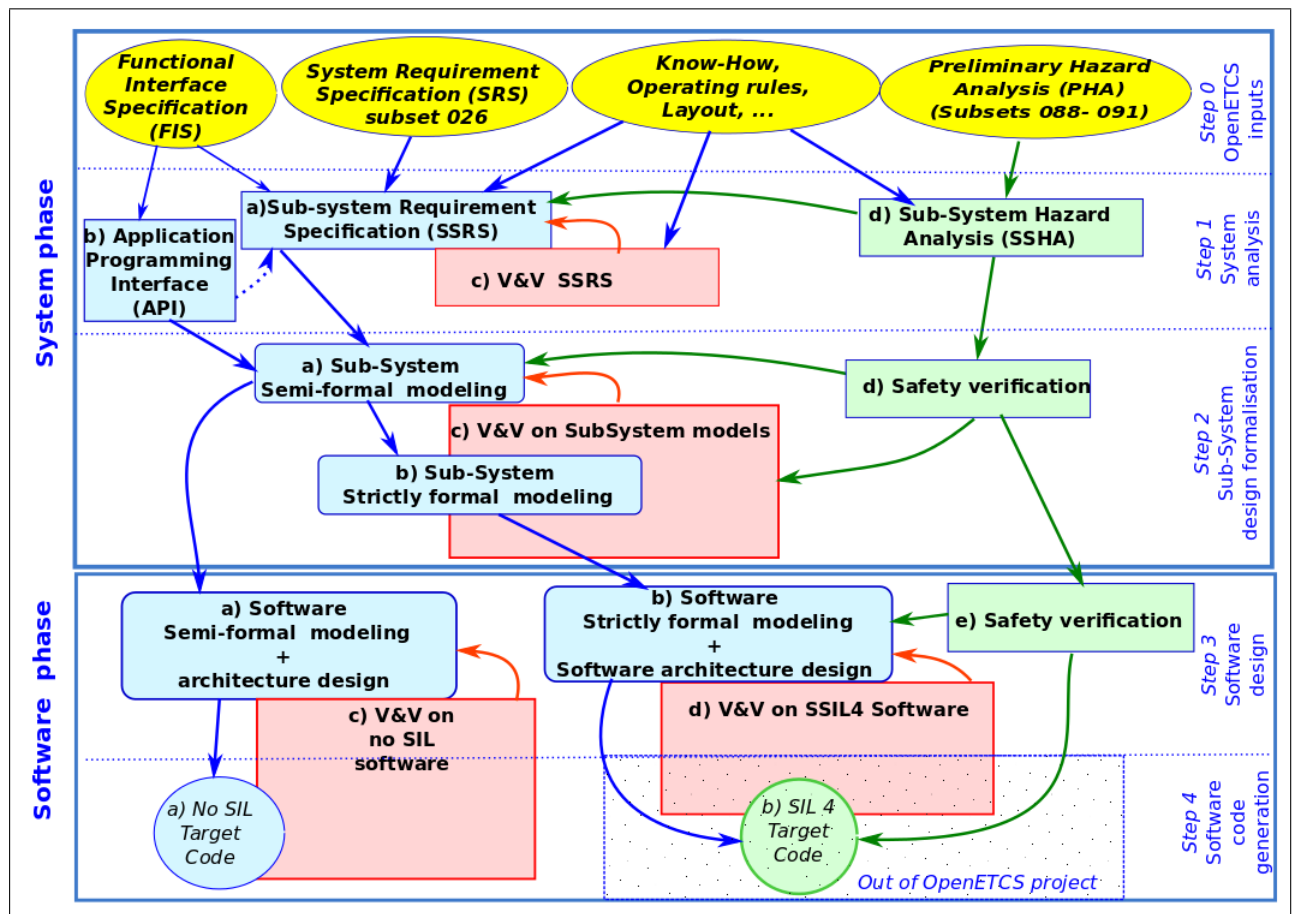 Functional
Interface
Specification
(FIS)
System Requirement
Specification (SRS)
subset 026
Know-How,
Operating rules,
Layout, ...
Preliminary Hazard
Analysis (PHA)
(Subsets 088- 091)
Step 0
OpenETCS
inputs
System phase
a)Sub-system Requirement
Specification (SSRS)
b) Application
Programming
Interface
(API)
c) V&V SSRS
d) Sub-System Hazard
Analysis (SSHA)
Step 1
System
analysis
a) Sub-System
Semi-formal modeling
d) Safety verification
c) V&V on SubSystem models
b) Sub-System
Strictly formal modeling
Step 2
Sub-System
design formalisation
Software phase
a) Software
Semi-formal modeling
+
architecture design
b) Software
Strictly formal modeling
+
Software architecture design
e) Safety verification
c) V&V on
no SIL
software
d) V&V on SSIL4 Software
Step 3
Software
design
a) No SIL
Target
Code
b) SIL 4
Target
Code
Out of OpenETCS project
Step 4
Software
code
generation